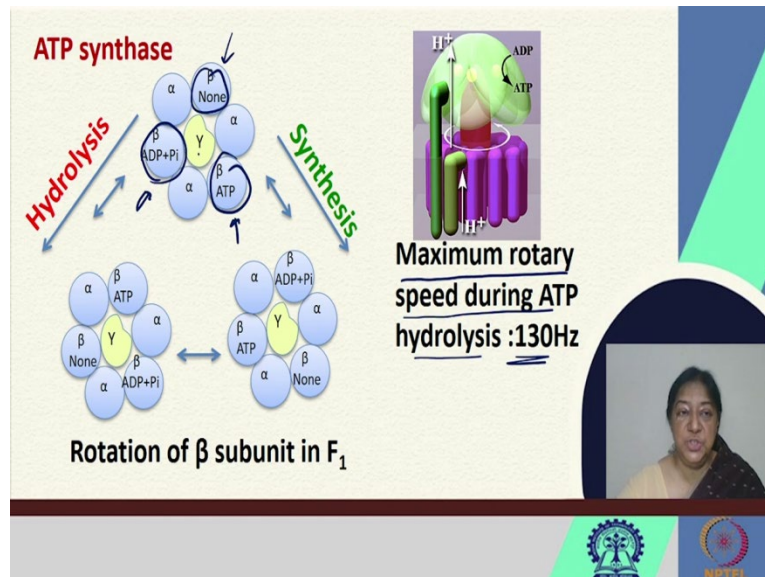 ATP synthase
β
None
α
α
β
ADP+Pi
γ
β
ATP
α
Hydrolysis
Synthesis
β
ATP
α
α
γ
β
None
β
ADP+Pi
α
β
ADP+Pi
α
α
γ
β
ATP
β
None
α
Rotation of β subunit in F₁
H⁺
ADP
ATP
H⁺
Maximum rotary
speed during ATP
hydrolysis :130Hz
NPTEL